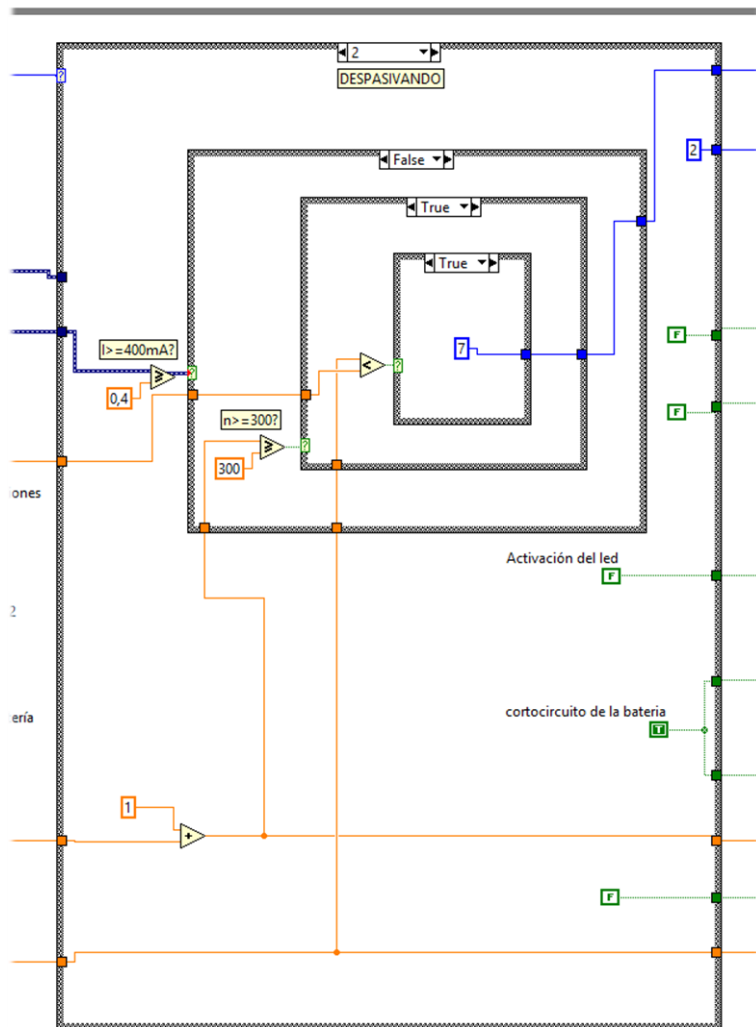 2
DESPASIVANDO
False
2
True
True
I>=400mA?
7
F
0,4
F
n>=300?
300
ones
Activación del led
F
2
ería
cortocircuito de la bateria
T
1
+
F